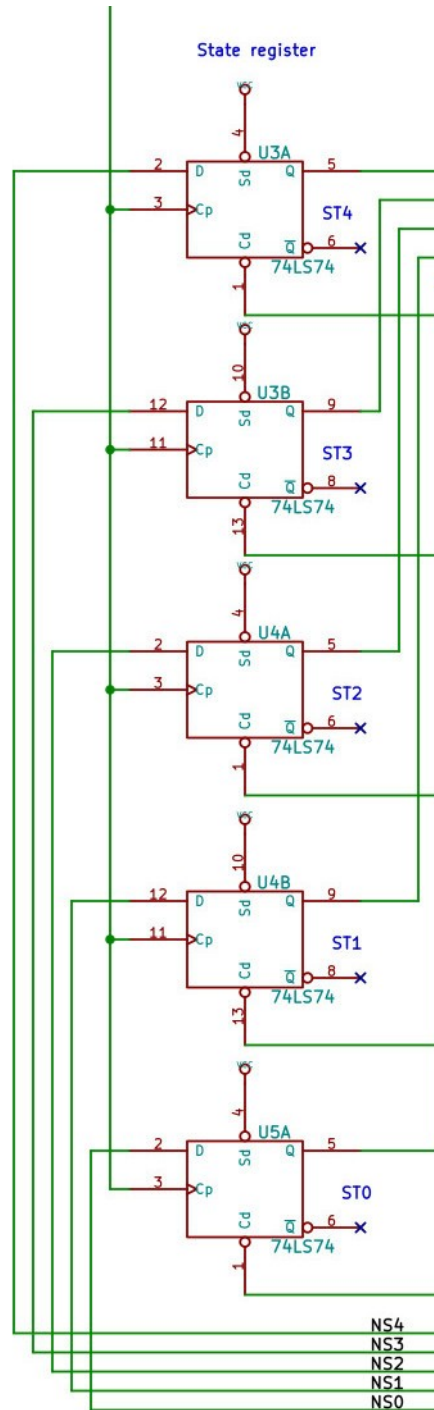 State register
VCC
4
U3A
2
D
Sd
Q
5
3
Cp
ST4
Cd
Q
6
74LS74
1
VCC
10
U3B
12
D
Sd
Q
9
11
Cp
ST3
Cd
Q
8
74LS74
13
VCC
4
U4A
2
D
Sd
Q
5
3
Cp
ST2
Cd
Q
6
74LS74
1
VCC
10
U4B
12
D
Sd
Q
9
11
Cp
ST1
Cd
Q
8
74LS74
13
VCC
4
U5A
2
D
Sd
Q
5
3
Cp
ST0
Cd
Q
6
74LS74
1
NS4
NS3
NS2
NS1
NS0